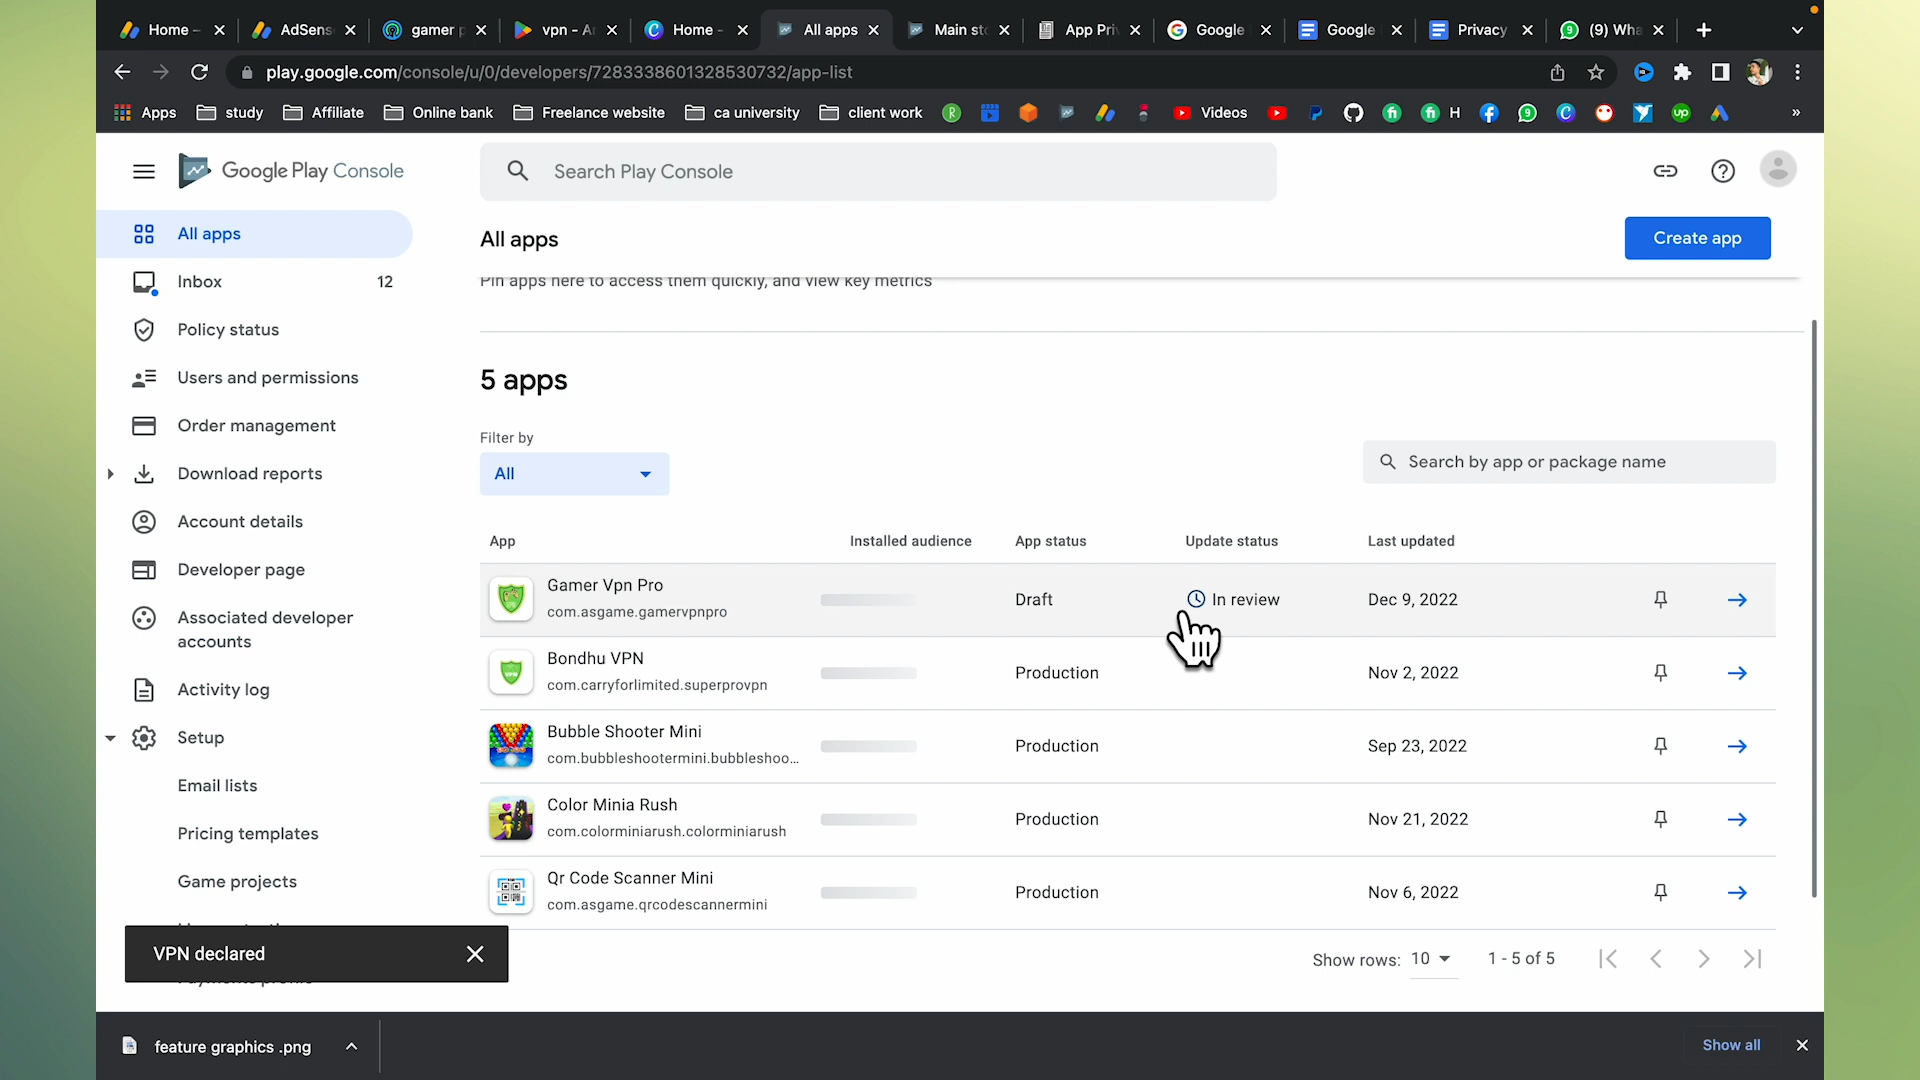 Home -
AdSens
gamer p
vpn - A
Home -
All apps
Main sto
App Priv
Google
Google
Privacy
(9) Wha
play.google.com/console/u/0/developers/7283338601328530732/app-list
Apps
study
Affiliate
Online bank
Freelance website
ca university
client work
Videos
H
»
Google Play Console
Search Play Console
All apps
Inbox
12
Policy status
Users and permissions
Order management
Download reports
Account details
Developer page
Associated developer
accounts
Activity log
Setup
Email lists
Pricing templates
Game projects
VPN declared
All apps
Create app
Pin apps here to access them quickly, and view key metrics
5 apps
Filter by
All
Search by app or package name
App
Installed audience
App status
Update status
Last updated
Gamer Vpn Pro
com.asgame.gamervpnpro
Draft
In review
Dec 9, 2022
Bondhu VPN
com.carryforlimited.superprovpn
Production
Nov 2, 2022
Bubble Shooter Mini
com.bubbleshootermini.bubbleshoo...
Production
Sep 23, 2022
Color Minia Rush
com.colorminiarush.colorminiarush
Production
Nov 21, 2022
Qr Code Scanner Mini
com.asgame.qrcodescannermini
Production
Nov 6, 2022
Show rows: 10
1 - 5 of 5
feature graphics .png
Show all